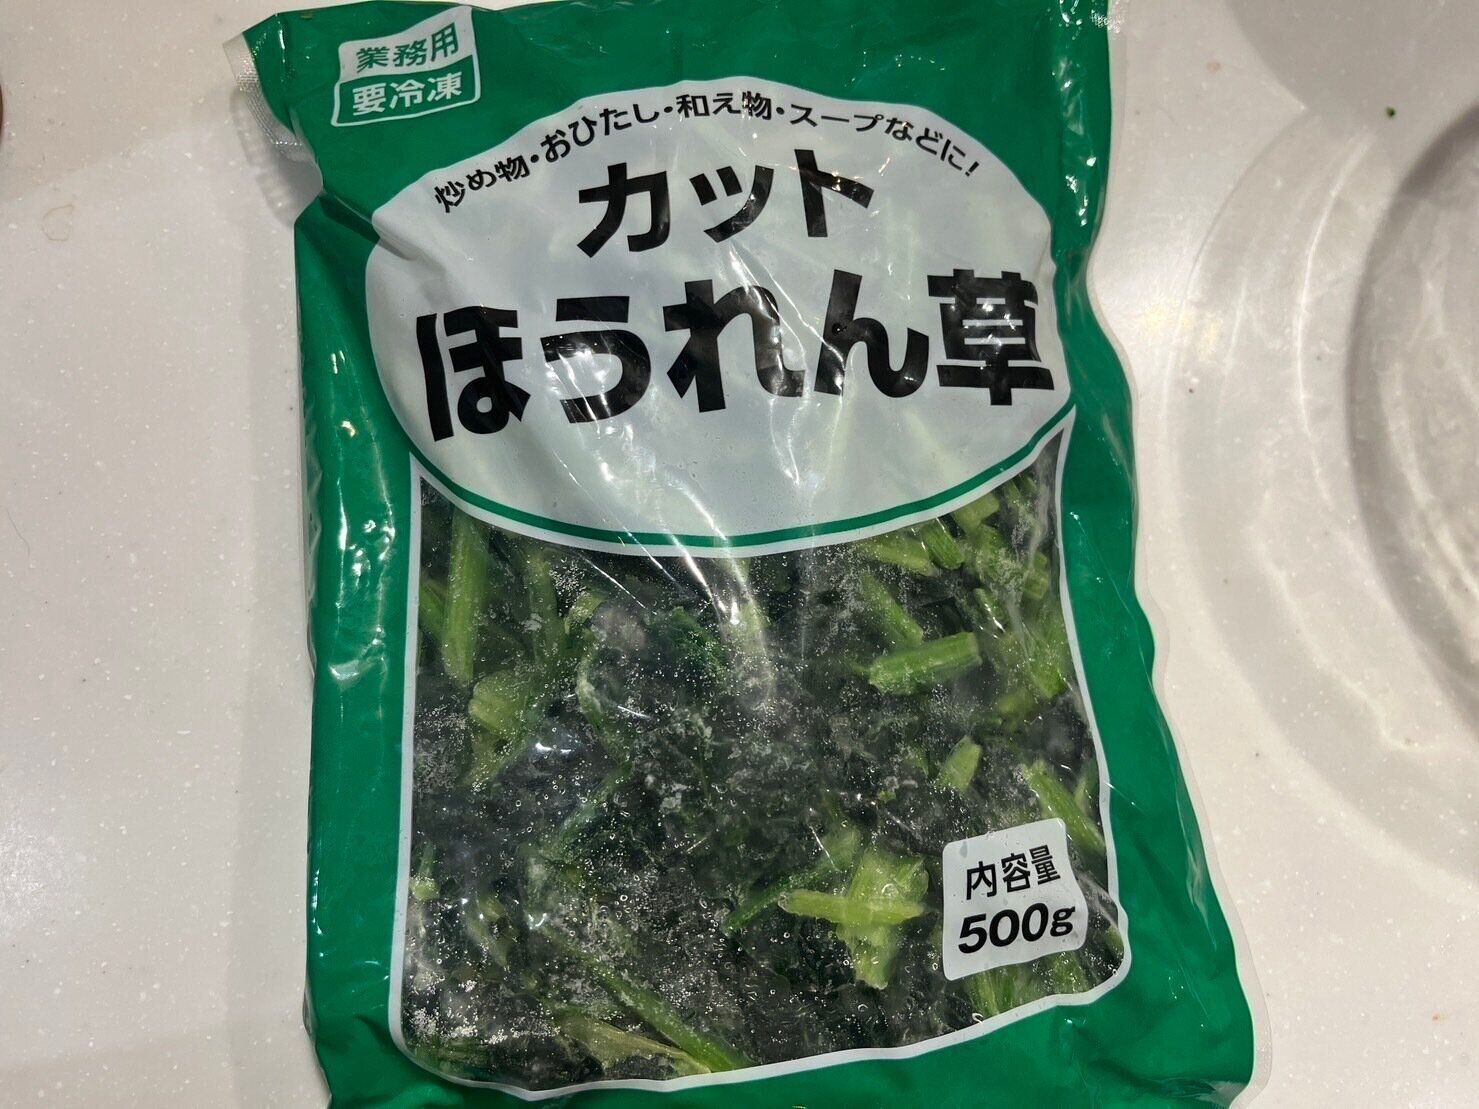 業務用
要冷凍
炒め物・おひたし・和え物・スープなどに!
カット
ほうれん草
内容量
500g